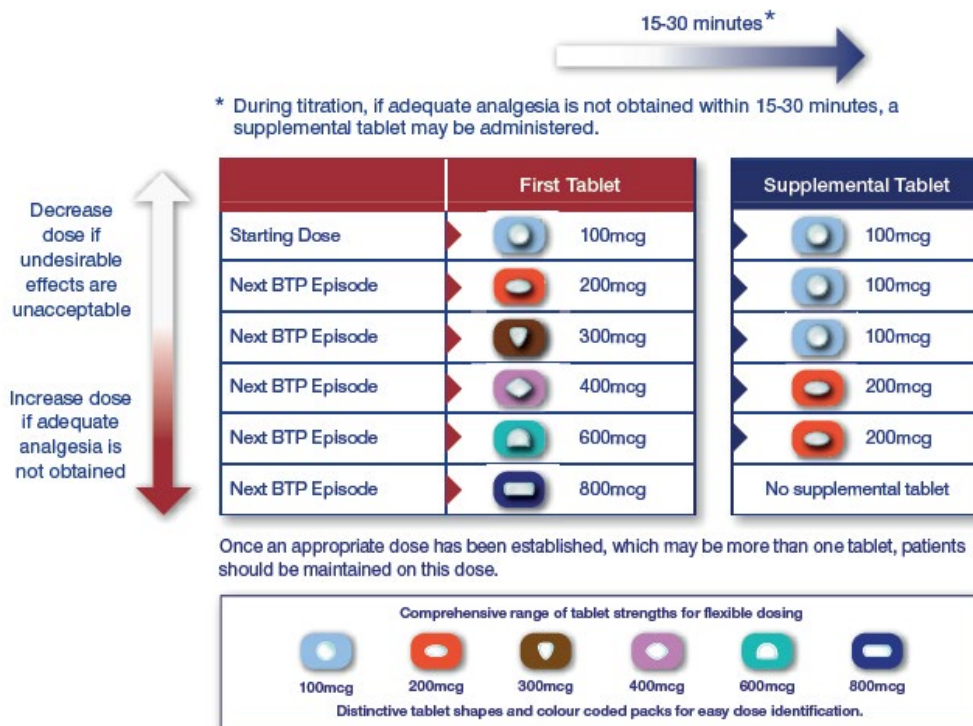 15-30 minutes*
* During titration, if adequate analgesia is not obtained within 15-30 minutes, a
supplemental tablet may be administered.
Decrease
dose if
undesirable
effects are
unacceptable
Increase dose
if adequate
analgesia is
not obtained
First Tablet
Supplemental Tablet
Starting Dose 100mcg 100mcg
Next BTP Episode 200mcg 100mcg
Next BTP Episode 300mcg 100mcg
Next BTP Episode 400mcg 200mcg
Next BTP Episode 600mcg 200mcg
Next BTP Episode 800mcg No supplemental tablet
Once an appropriate dose has been established, which may be more than one tablet, patients
should be maintained on this dose.
Comprehensive range of tablet strengths for flexible dosing
100mcg 200mcg 300mcg 400mcg 600mcg 800mcg
Distinctive tablet shapes and colour coded packs for easy dose identification.